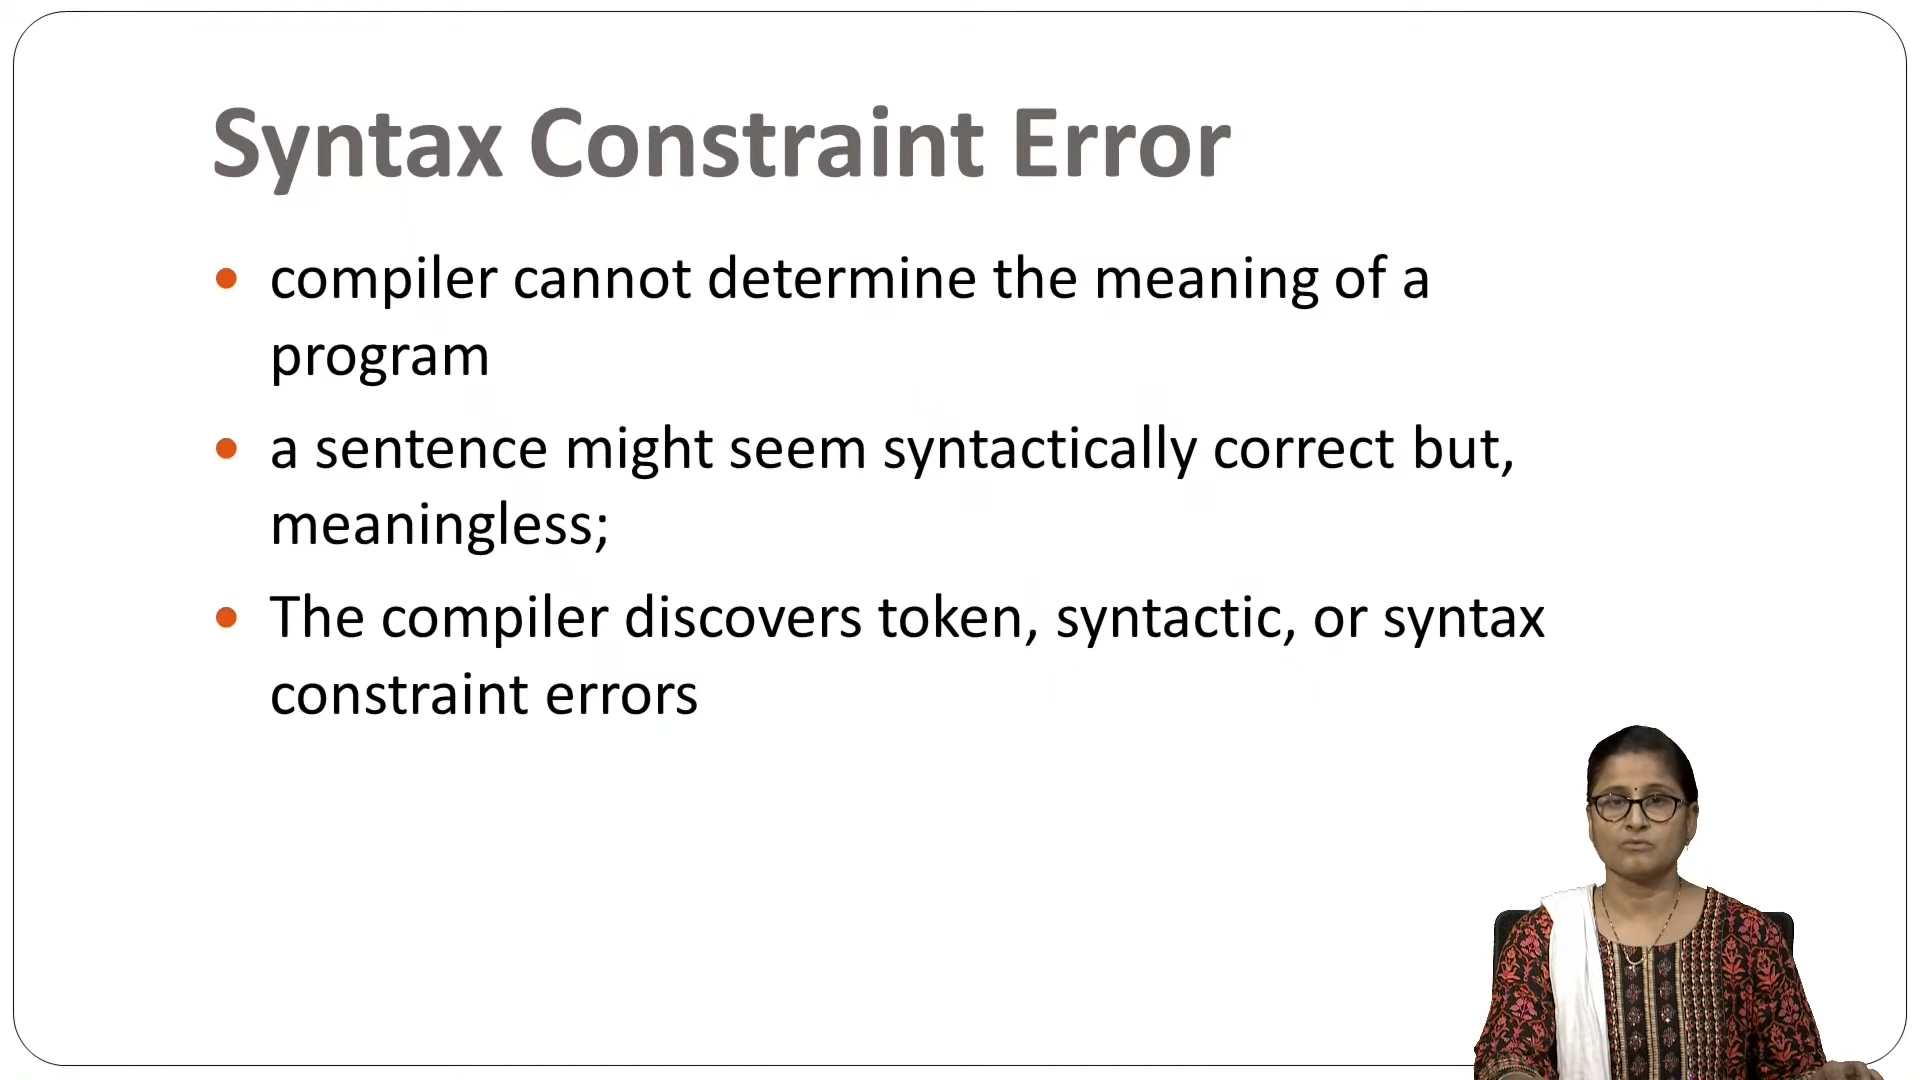 Syntax Constraint Error
• compiler cannot determine the meaning of a
program
• a sentence might seem syntactically correct but,
meaningless;
• The compiler discovers token, syntactic, or syntax
constraint errors